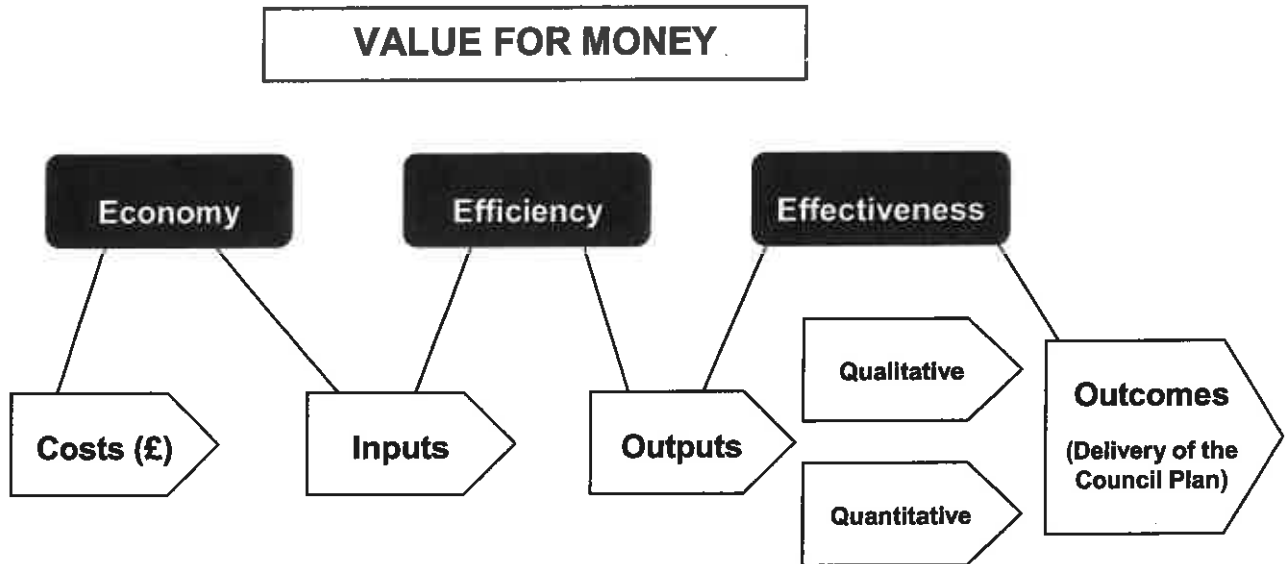 VALUE FOR MONEY
Economy
Efficiency
Effectiveness
Costs (£)
Inputs
Outputs
Qualitative
Quantitative
Outcomes
(Delivery of the
Council Plan)